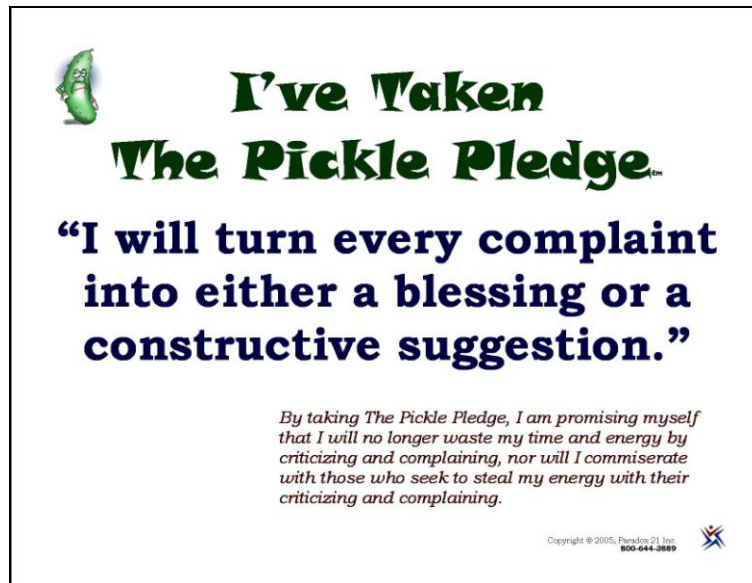 I've Taken
The Pickle Pledge™
“I will turn every complaint
into either a blessing or a
constructive suggestion.”
By taking The Pickle Pledge, I am promising myself
that I will no longer waste my time and energy by
criticizing and complaining, nor will I commiserate
with those who seek to steal my energy with their
criticizing and complaining.
Copyright © 2005, Paradox 21 Inc.
800-644-3889